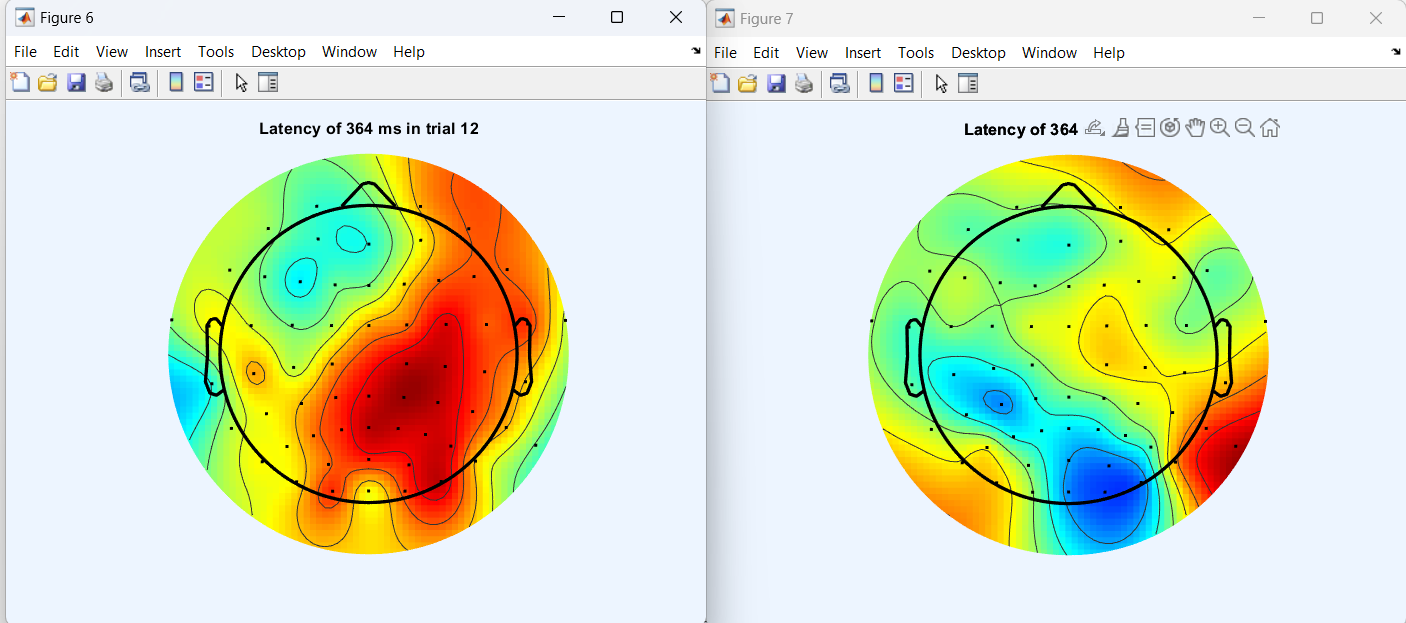 Figure 6
File Edit View Insert Tools Desktop Window Help
Latency of 364 ms in trial 12
Figure 7
File Edit View Insert Tools Desktop Window Help
Latency of 364